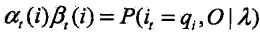 α_t(i)β_t(i) = P(i_t = q_i, O | λ)